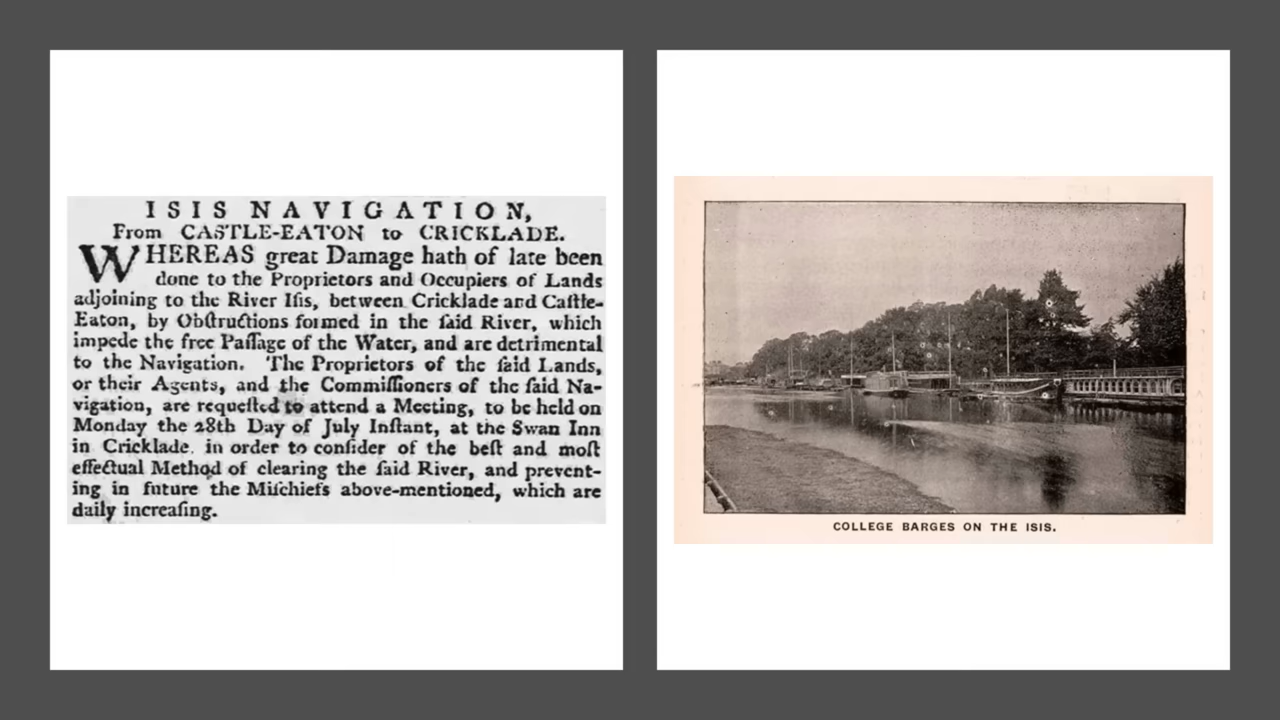 ISIS NAVIGATION,
From CASTLE-EATON to CRICKLADE.
WHEREAS great Damage hath of late been
done to the Proprietors and Occupiers of Lands
adjoining to the River Iſis, between Cricklade and Caſtle-
Eaton, by Obſtructions formed in the ſaid River, which
impede the free Paſſage of the Water, and are detrimental
to the Navigation. The Proprietors of the ſaid Lands,
or their Agents, and the Commiſſioners of the ſaid Na-
vigation, are requeſted to attend a Meeting, to be held on
Monday the 28th Day of July Inſtant, at the Swan Inn
in Cricklade, in order to conſider of the beſt and moſt
effectual Method of clearing the ſaid River, and prevent-
ing in future the Miſchiefs above-mentioned, which are
daily increaſing.
COLLEGE BARGES ON THE ISIS.